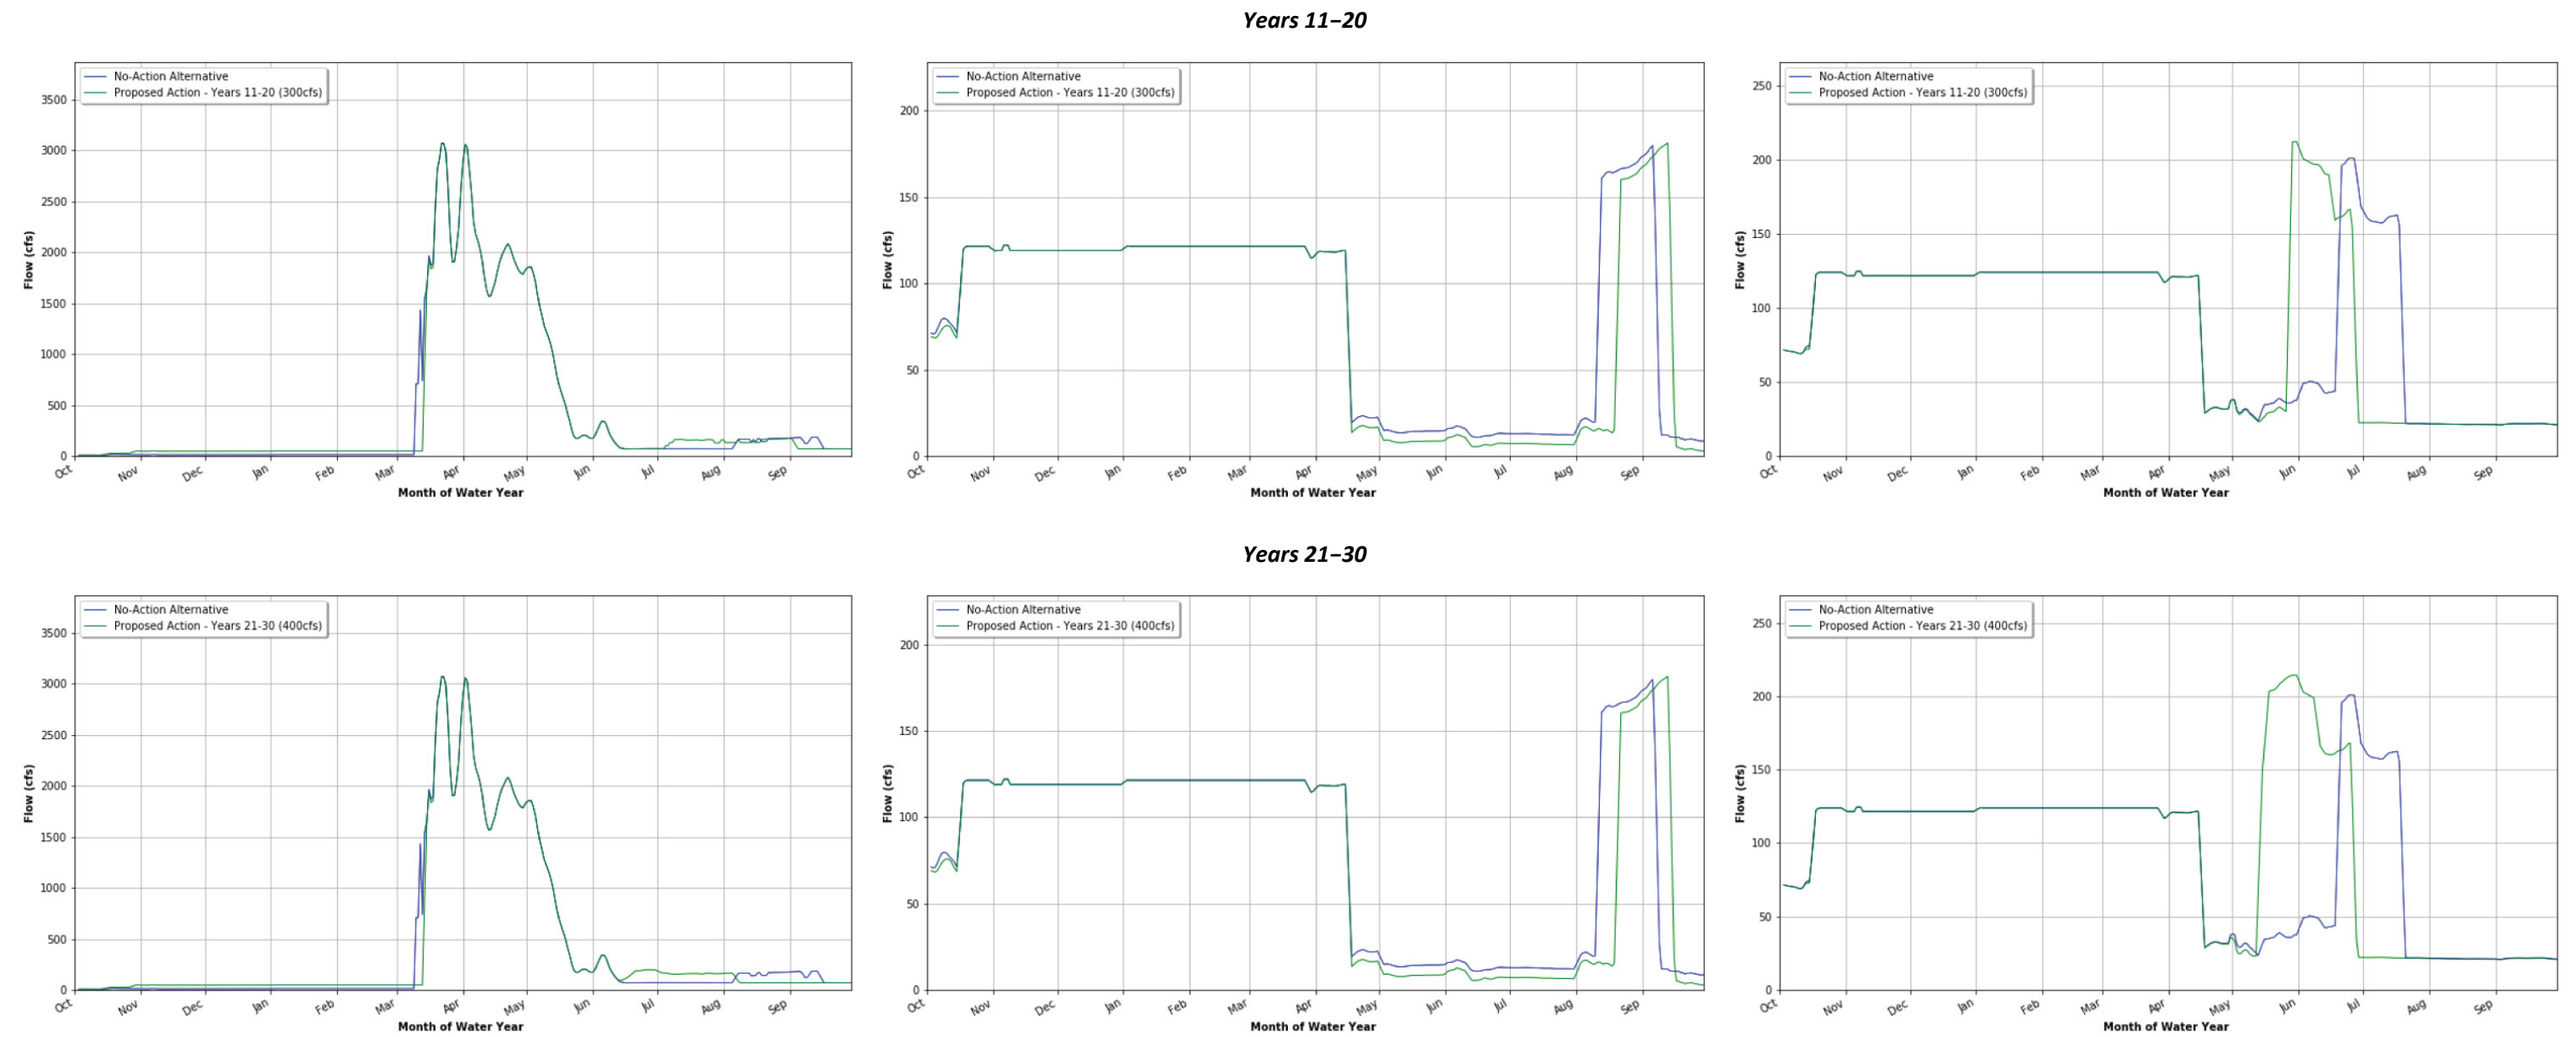 Years 11–20
No-Action Alternative
Proposed Action - Years 11-20 (300cfs)
3500
3000
2500
2000
1500
1000
500
0
Flow (cfs)
Oct Nov Dec Jan Feb Mar Apr May Jun Jul Aug Sep
Month of Water Year
No-Action Alternative
Proposed Action - Years 11-20 (300cfs)
200
150
100
50
0
Flow (cfs)
Oct Nov Dec Jan Feb Mar Apr May Jun Jul Aug Sep
Month of Water Year
No-Action Alternative
Proposed Action - Years 11-20 (300cfs)
250
200
150
100
50
0
Flow (cfs)
Oct Nov Dec Jan Feb Mar Apr May Jun Jul Aug Sep
Month of Water Year
Years 21–30
No-Action Alternative
Proposed Action - Years 21-30 (400cfs)
3500
3000
2500
2000
1500
1000
500
0
Flow (cfs)
Oct Nov Dec Jan Feb Mar Apr May Jun Jul Aug Sep
Month of Water Year
No-Action Alternative
Proposed Action - Years 21-30 (400cfs)
200
150
100
50
0
Flow (cfs)
Oct Nov Dec Jan Feb Mar Apr May Jun Jul Aug Sep
Month of Water Year
No-Action Alternative
Proposed Action - Years 21-30 (400cfs)
250
200
150
100
50
0
Flow (cfs)
Oct Nov Dec Jan Feb Mar Apr May Jun Jul Aug Sep
Month of Water Year